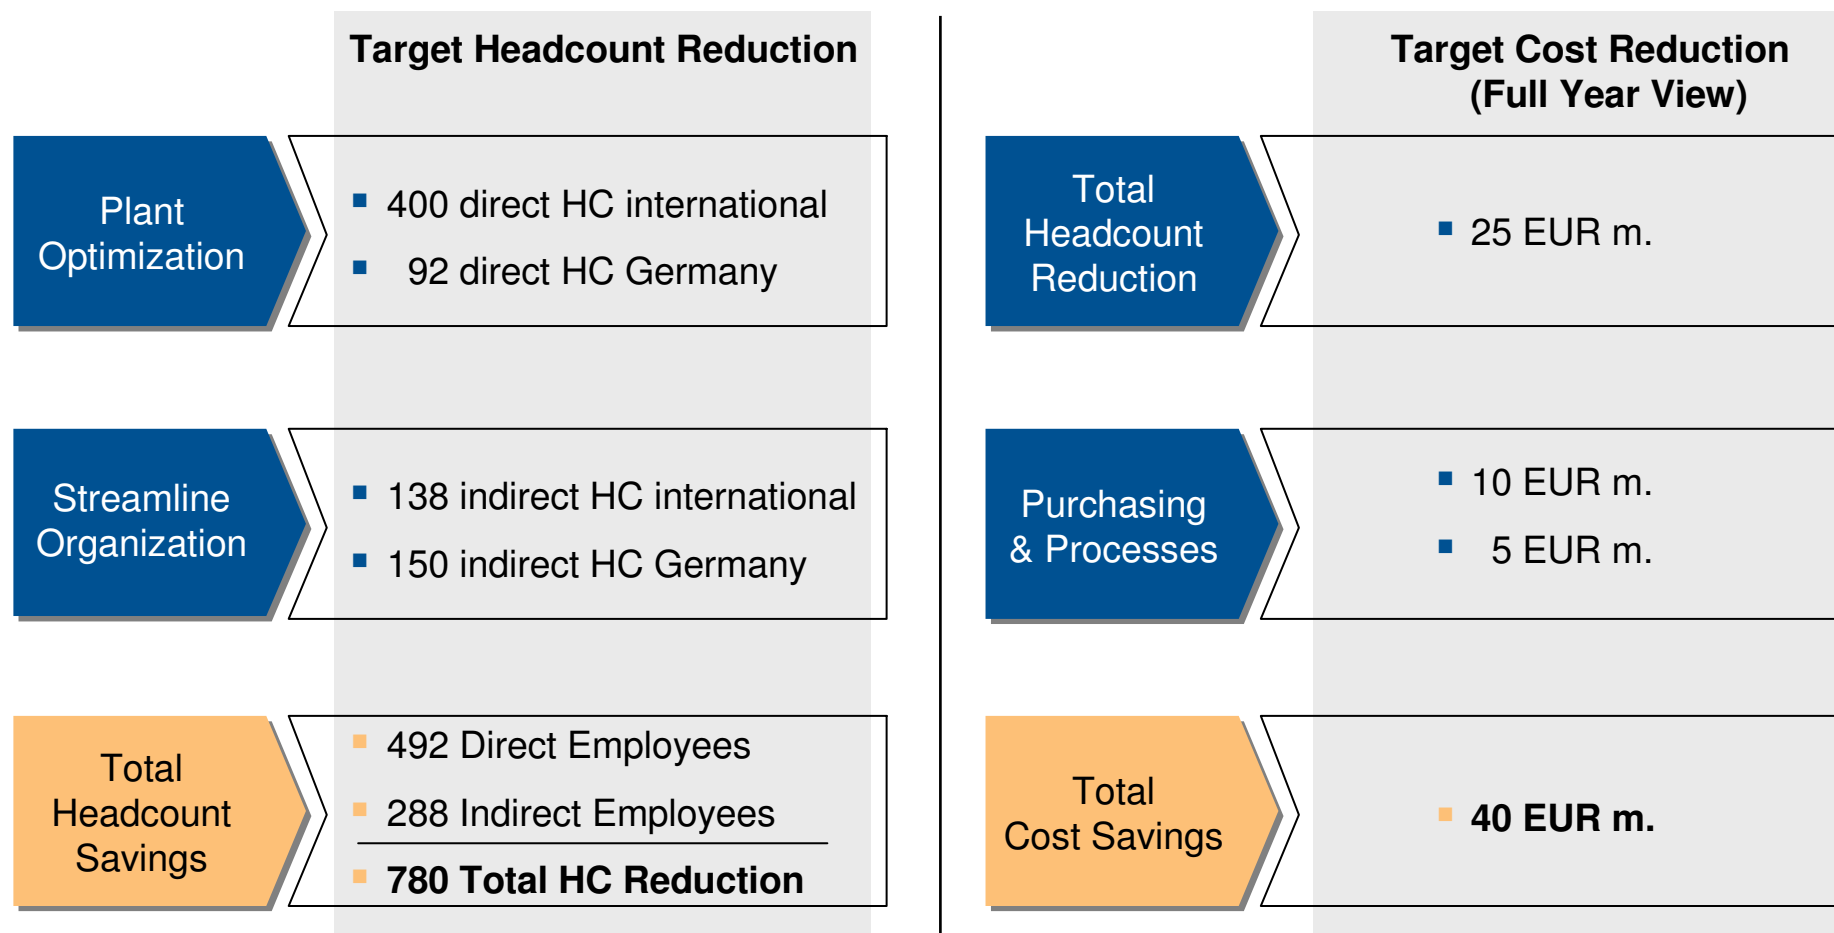 Target Headcount Reduction
Plant
Optimization
400 direct HC international
92 direct HC Germany
Streamline
Organization
138 indirect HC international
150 indirect HC Germany
Total
Headcount
Savings
492 Direct Employees
288 Indirect Employees
780 Total HC Reduction
Target Cost Reduction
(Full Year View)
Total
Headcount
Reduction
25 EUR m.
Purchasing
& Processes
10 EUR m.
5 EUR m.
Total
Cost Savings
40 EUR m.